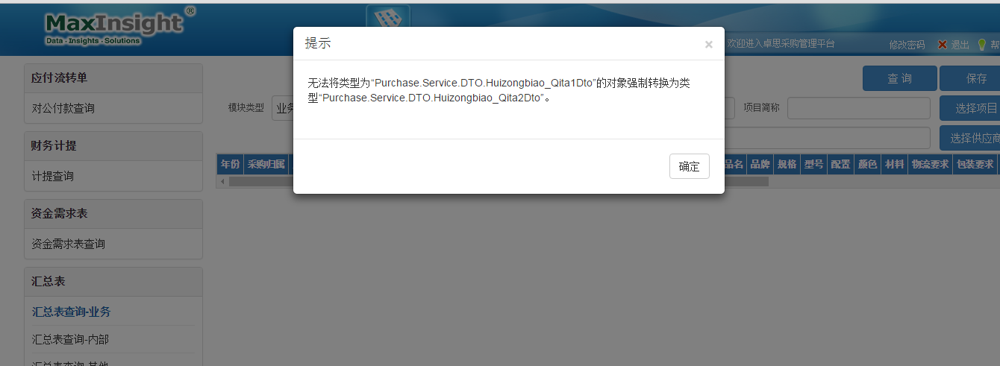 MaxInsight®
Data · Insights · Solutions
欢迎进入卓思采购管理平台
修改密码
退出
帮
提示
×
无法将类型为“Purchase.Service.DTO.Huizongbiao_Qita1Dto”的对象强制转换为类
型“Purchase.Service.DTO.Huizongbiao_Qita2Dto”。
确定
应付流转单
对公付款查询
财务计提
计提查询
资金需求表
资金需求表查询
汇总表
汇总表查询-业务
汇总表查询-内部
汇总表查询-其他
查 询
保存
模块类型
业务
项目简称
选择项目
选择供应商
年份 采购归属 品名 品牌 规格 型号 配置 颜色 材料 物流要求 包装要求